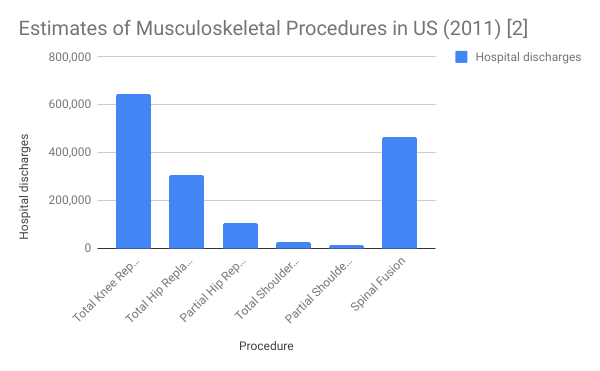 Estimates of Musculoskeletal Procedures in US (2011) [2]
Hospital discharges
800,000
600,000
400,000
200,000
0
Hospital discharges
Total Knee Rep...
Total Hip Repla...
Partial Hip Rep...
Total Shoulder...
Partial Shoulde...
Spinal Fusion
Procedure